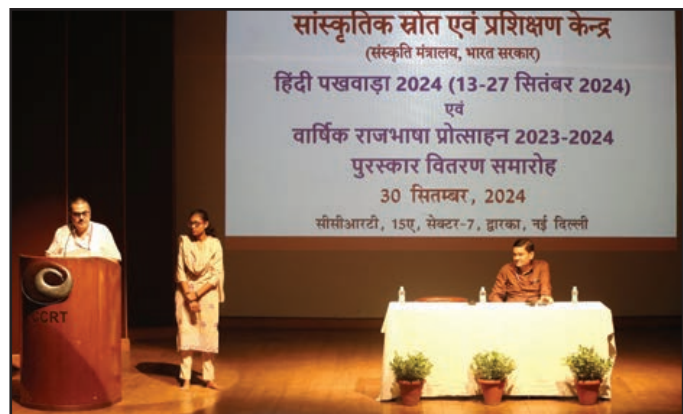 सांस्कृतिक स्रोत एवं प्रशिक्षण केन्द्र
(संस्कृति मंत्रालय, भारत सरकार)
हिंदी पखवाड़ा 2024 (13-27 सितंबर 2024)
एवं
वार्षिक राजभाषा प्रोत्साहन 2023-2024
पुरस्कार वितरण समारोह
30 सितम्बर, 2024
सीसीआरटी, 15ए, सेक्टर-7, द्वारका, नई दिल्ली
CCRT